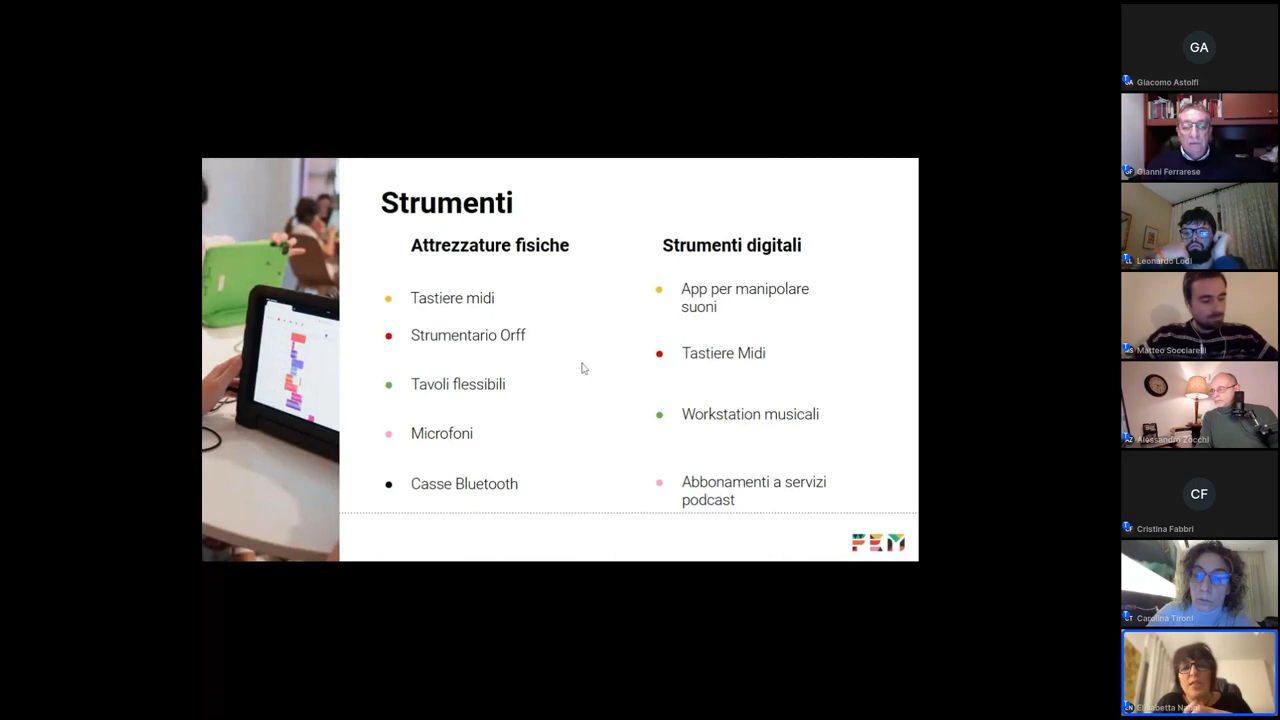 Strumenti
Attrezzature fisiche
Tastiere midi
Strumentario Orff
Tavoli flessibili
Microfoni
Casse Bluetooth
Strumenti digitali
App per manipolare
suoni
Tastiere Midi
Workstation musicali
Abbonamenti a servizi
podcast
FEM
GA
Giacomo Astolfi
Gianni Ferrarese
Leonardo Lodi
Matteo
Alessandro Zocchi
CF
Cristina Fabbri
Carolina Tironi
Elisabetta